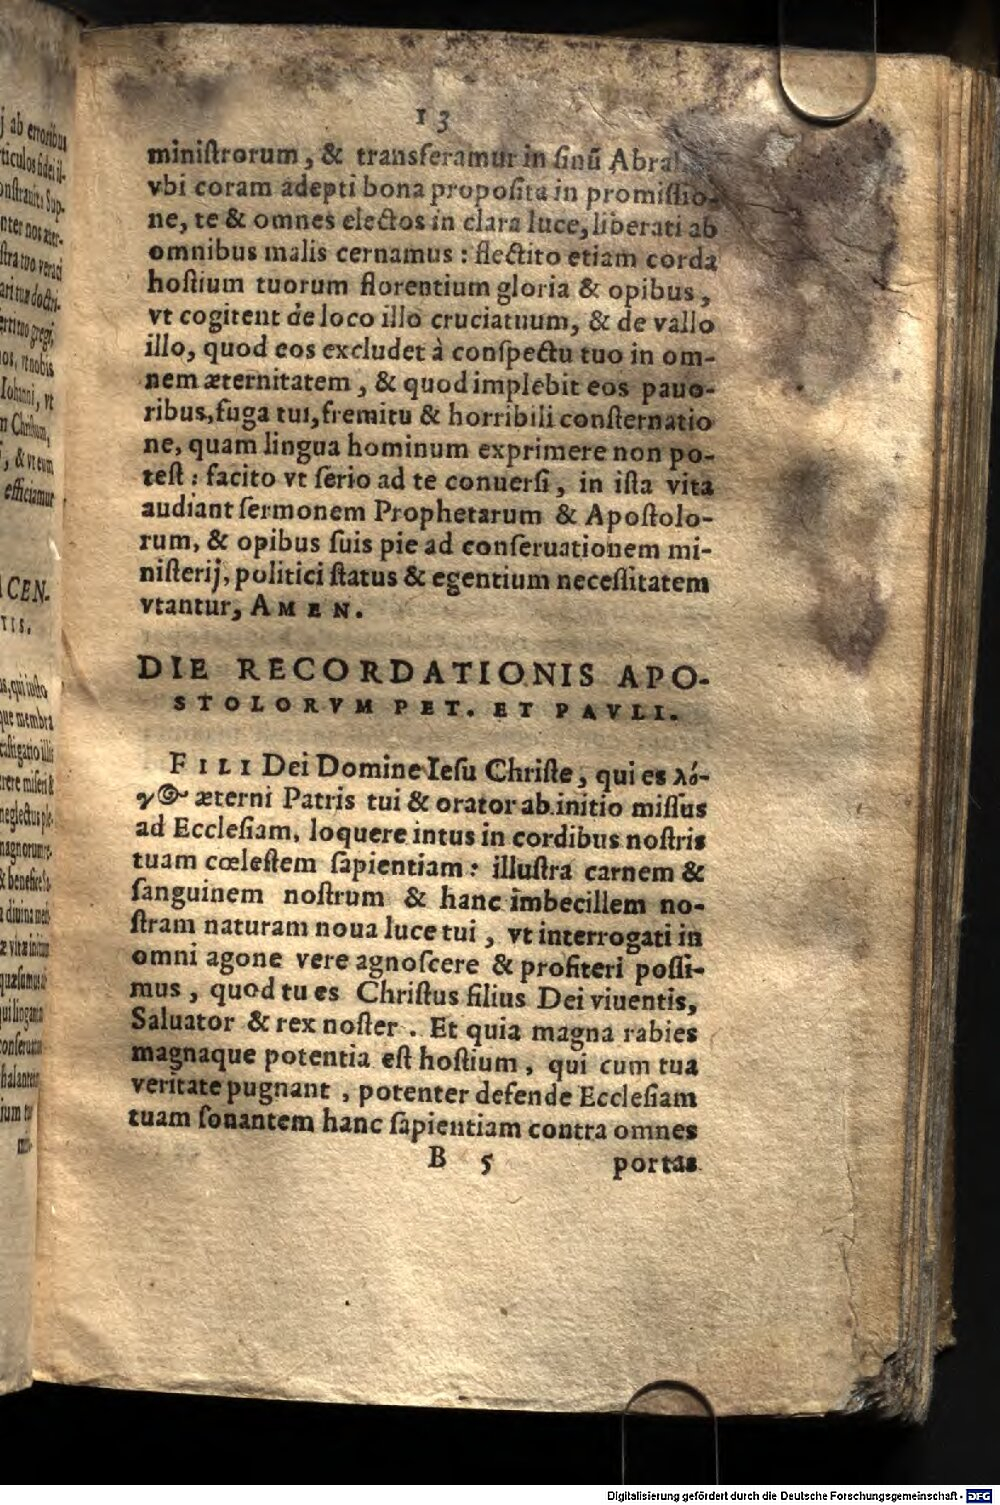 13
miniſtrorum, & transferamur in ſinū
vbi coram adepti bona propoſita in promiſſio-
ne, te & omnes electos in clara luce, liberati ab
omnibus malis cernamus : flectito etiam corda
hoſtium tuorum florentium gloria & opibus,
vt cogitent de loco illo cruciatuum, & de vallo
illo, quod eos excludet à conſpectu tuo in om-
nem æternitatem, & quod implebit eos pauo-
ribus, fuga tui, fremitu & horribili conſternatio
ne, quam lingua hominum exprimere non po-
teſt : facito vt ſerio ad te conuerſi, in iſta vita
audiant ſermonem Prophetarum & Apoſtolo-
rum, & opibus ſuis pie ad conſeruationem mi-
niſterij, politici ſtatus & egentium neceſſitatem
vtantur, AMEN.
DIE RECORDATIONIS APO-
STOLORVM PET. ET PAVLI.
FILI Dei Domine Ieſu Chriſte, qui es λό-
γος æterni Patris tui & orator ab initio miſſus
ad Eccleſiam, loquere intus in cordibus noſtris
tuam cœleſtem ſapientiam : illuſtra carnem &
ſanguinem noſtrum & hanc imbecillem no-
ſtram naturam noua luce tui, vt interrogati in
omni agone vere agnoſcere & profiteri poſſi-
mus, quod tu es Chriſtus filius Dei viuentis,
Saluator & rex noſter. Et quia magna rabies
magnaque potentia eſt hoſtium, qui cum tua
veritate pugnant, potenter defende Eccleſiam
tuam ſonantem hanc ſapientiam contra omnes
B 5 portas
Digitalisierung gefördert durch die Deutsche Forschungsgemeinschaft - DFG